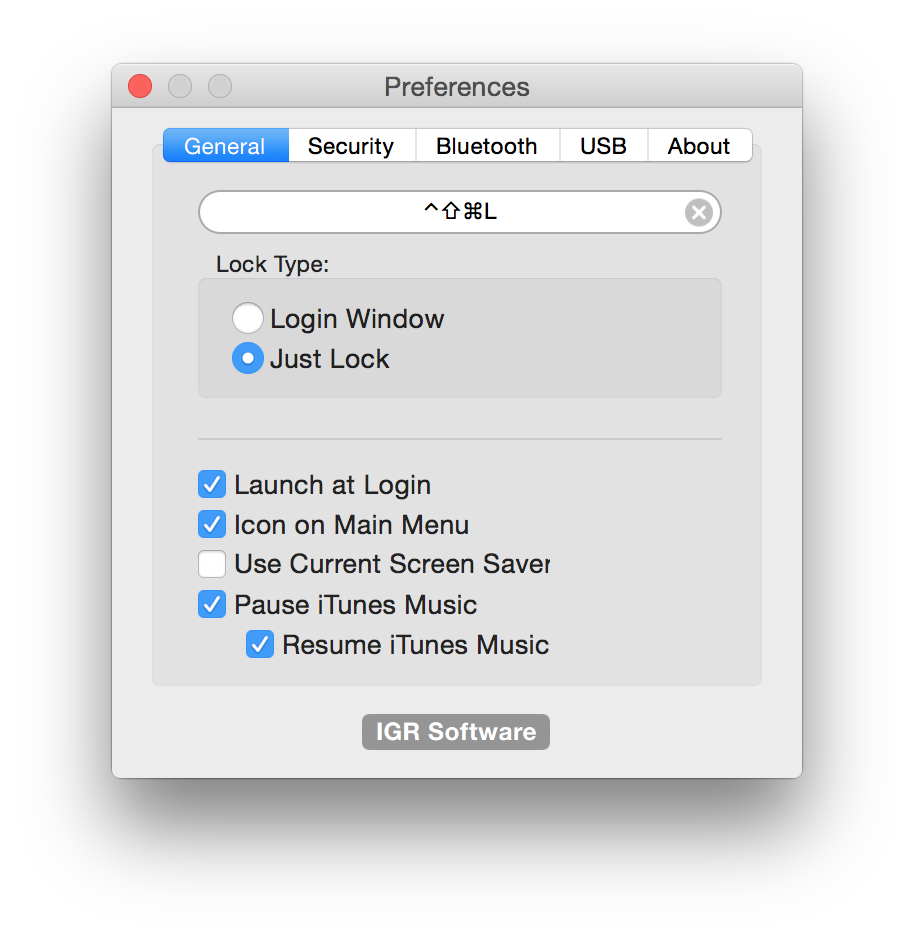 Preferences
General Security Bluetooth USB About
^⇧⌘L
Lock Type:
Login Window
Just Lock
Launch at Login
Icon on Main Menu
Use Current Screen Saver
Pause iTunes Music
Resume iTunes Music
IGR Software